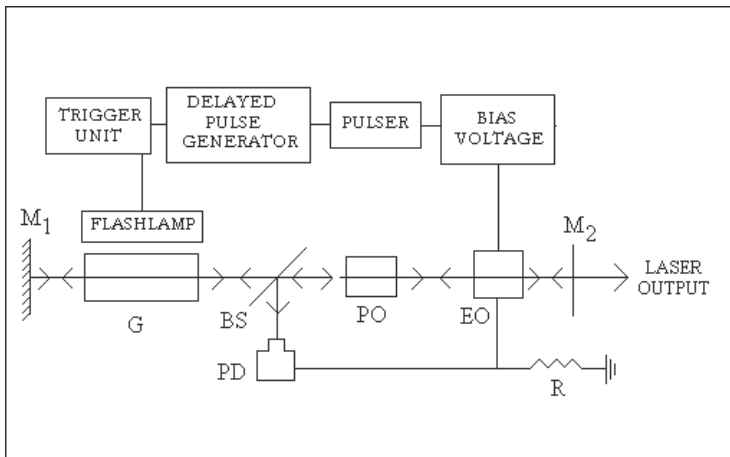 TRIGGER
UNIT
DELAYED
PULSE
GENERATOR
PULSER
BIAS
VOLTAGE
FLASHLAMP
M1
M2
G
BS
PO
EO
LASER
OUTPUT
PD
R